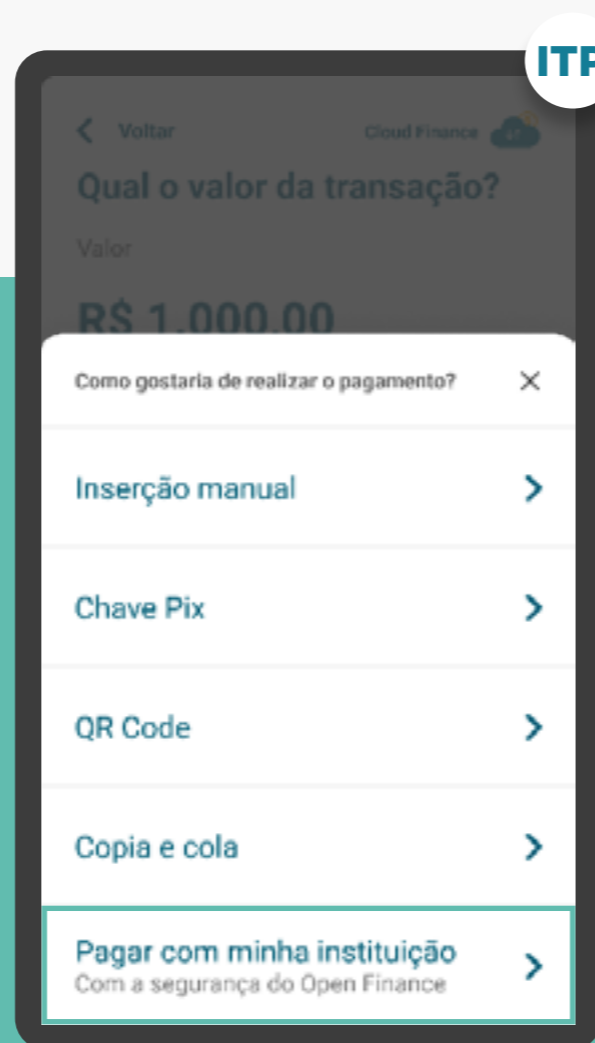 ITP
Voltar
Cloud Finance
Qual o valor da transação?
Valor
R$ 1.000,00
Como gostaria de realizar o pagamento?
Inserção manual
Chave Pix
QR Code
Copia e cola
Pagar com minha instituição
Com a segurança do Open Finance